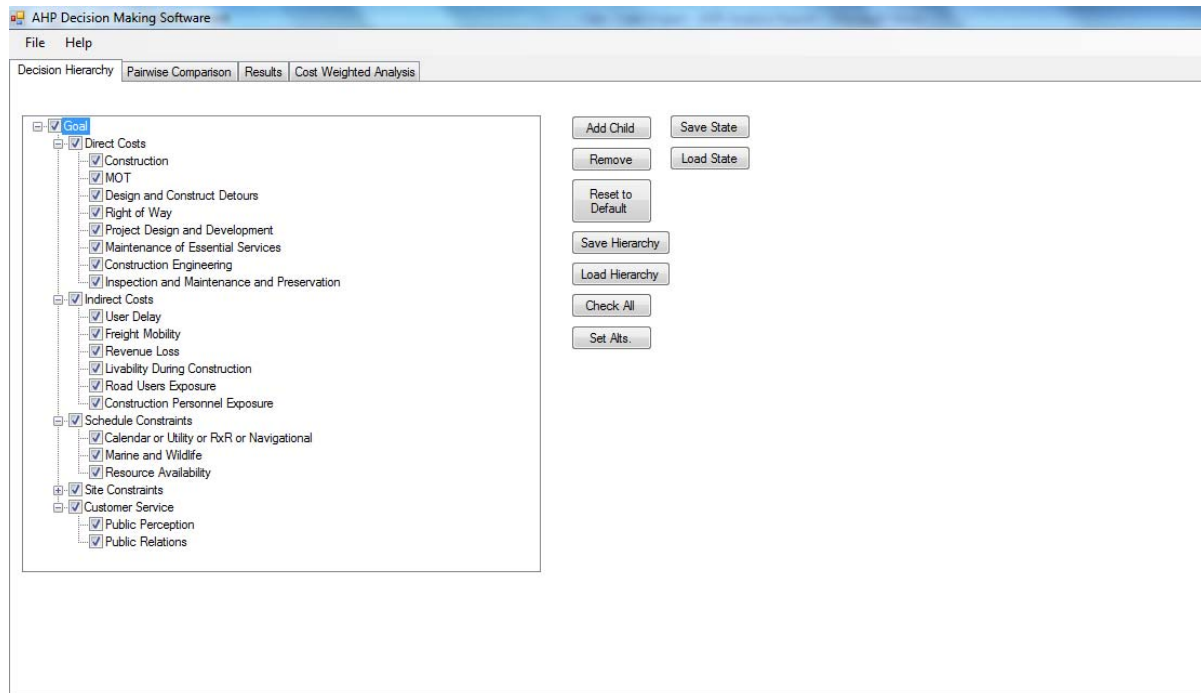 AHP Decision Making Software
File Help
Decision Hierarchy Pairwise Comparison Results Cost Weighted Analysis
Goal
Direct Costs
Construction
MOT
Design and Construct Detours
Right of Way
Project Design and Development
Maintenance of Essential Services
Construction Engineering
Inspection and Maintenance and Preservation
Indirect Costs
User Delay
Freight Mobility
Revenue Loss
Livability During Construction
Road Users Exposure
Construction Personnel Exposure
Schedule Constraints
Calendar or Utility or RxR or Navigational
Marine and Wildlife
Resource Availability
Site Constraints
Customer Service
Public Perception
Public Relations
Add Child Save State
Remove Load State
Reset to
Default
Save Hierarchy
Load Hierarchy
Check All
Set Alts.